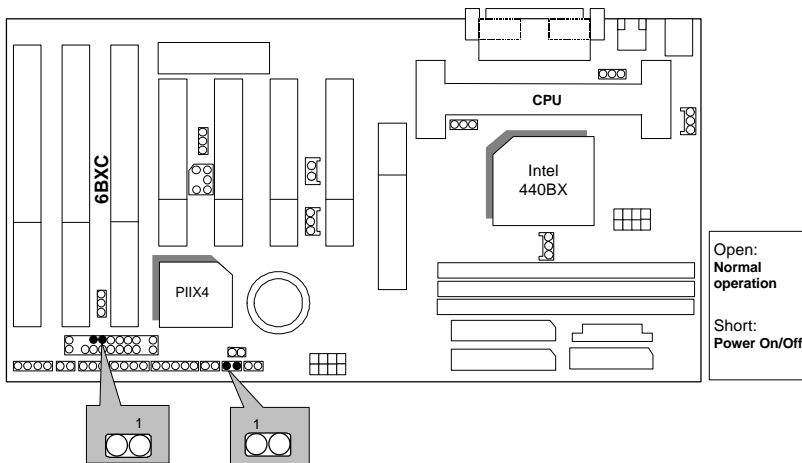 CPU
6BXC
Intel
440BX
PIIX4
Open:
Normal
operation
Short:
Power On/Off
1
1